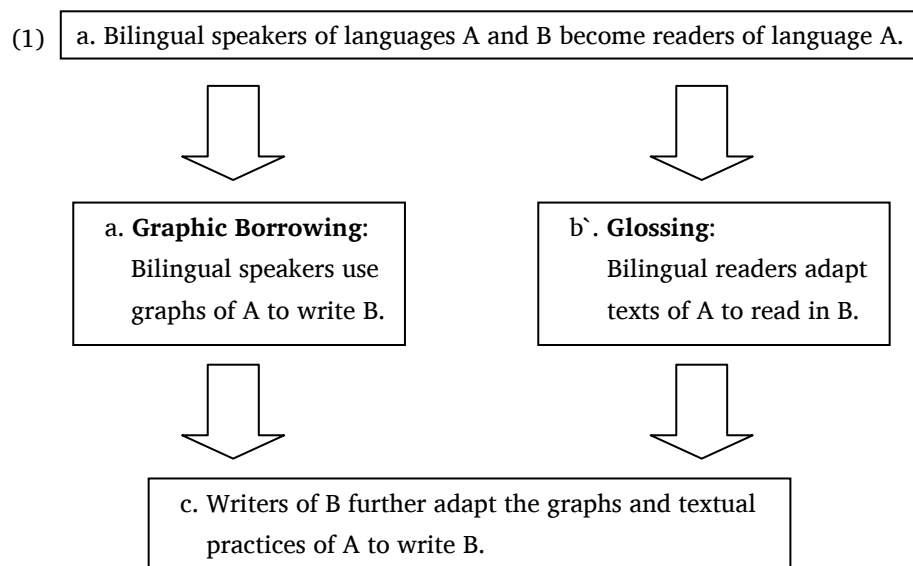 (1) a. Bilingual speakers of languages A and B become readers of language A.
a. Graphic Borrowing:
Bilingual speakers use
graphs of A to write B.
b`. Glossing:
Bilingual readers adapt
texts of A to read in B.
c. Writers of B further adapt the graphs and textual
practices of A to write B.